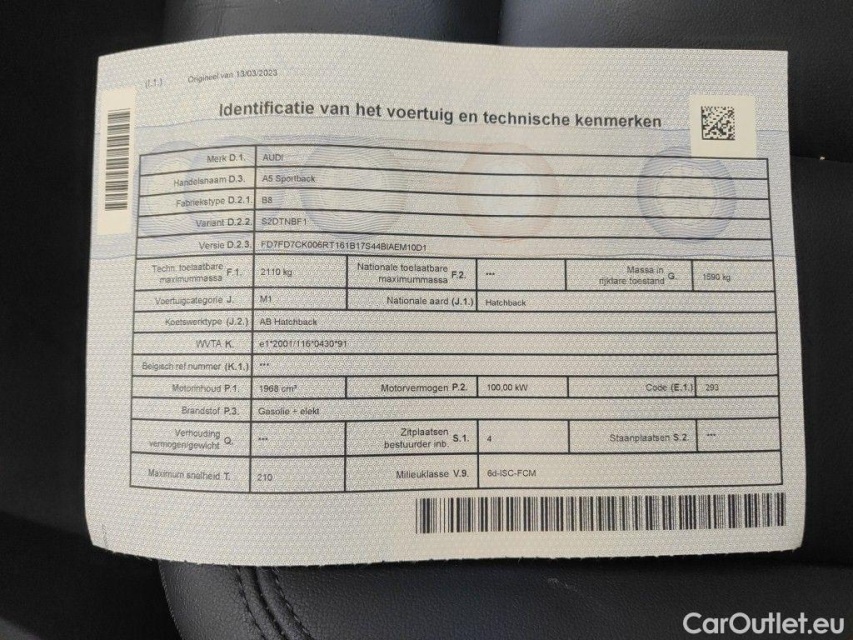 (I.1.) Origineel van 13/03/2023
Identificatie van het voertuig en technische kenmerken
Merk D.1. AUDI
Handelsnaam D.3. A5 Sportback
Fabriekstype D.2.1. B8
Variant D.2.2. S2DTNBF1
Versie D.2.3. FD7FD7CK006RT161B17S44BIAEM10D1
Techn. toelaatbare maximummassa F.1. 2110 kg Nationale toelaatbare maximummassa F.2. *** Massa in rijklare toestand G. 1590 kg
Voertuigcategorie J. M1 Nationale aard (J.1.) Hatchback
Koetswerktype (J.2.) AB Hatchback
WVTA K. e1*2001/116*0430*91
Belgisch ref.nummer (K.1.) ***
Motorinhoud P.1. 1968 cm³ Motorvermogen P.2. 100,00 kW Code (E.1.) 293
Brandstof P.3. Gasolie + elekt
Verhouding vermogen/gewicht Q. *** Zitplaatsen bestuurder inb. S.1. 4 Staanplaatsen S.2. ***
Maximum snelheid T. 210 Milieuklasse V.9. 6d-ISC-FCM
CarOutlet.eu